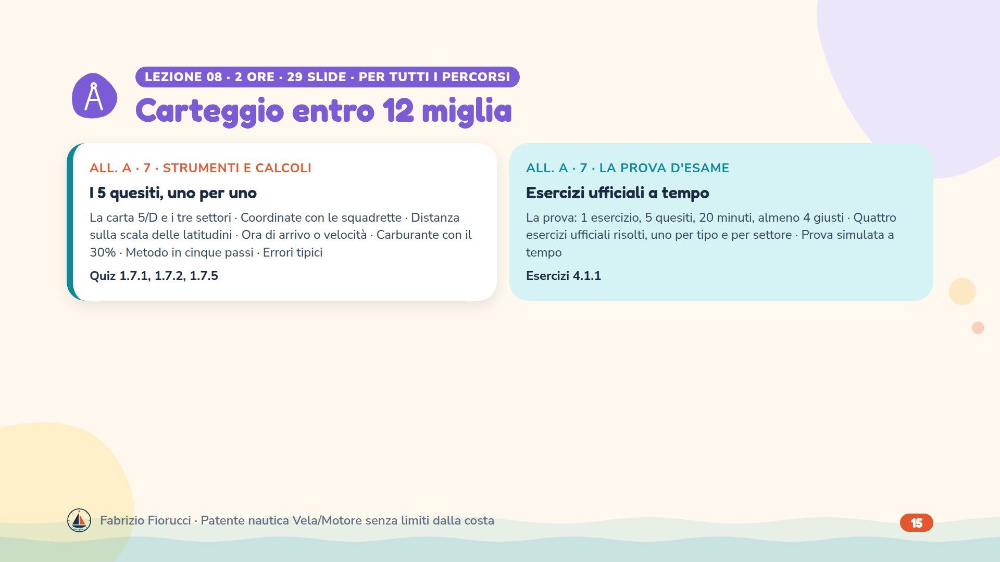 LEZIONE 08 · 2 ORE · 29 SLIDE · PER TUTTI I PERCORSI
Carteggio entro 12 miglia
ALL. A · 7 · STRUMENTI E CALCOLI
I 5 quesiti, uno per uno
La carta 5/D e i tre settori · Coordinate con le squadrette · Distanza
sulla scala delle latitudini · Ora di arrivo o velocità · Carburante con il
30% · Metodo in cinque passi · Errori tipici
Quiz 1.7.1, 1.7.2, 1.7.5
ALL. A · 7 · LA PROVA D'ESAME
Esercizi ufficiali a tempo
La prova: 1 esercizio, 5 quesiti, 20 minuti, almeno 4 giusti · Quattro
esercizi ufficiali risolti, uno per tipo e per settore · Prova simulata a
tempo
Esercizi 4.1.1
Fabrizio Fiorucci · Patente nautica Vela/Motore senza limiti dalla costa
15